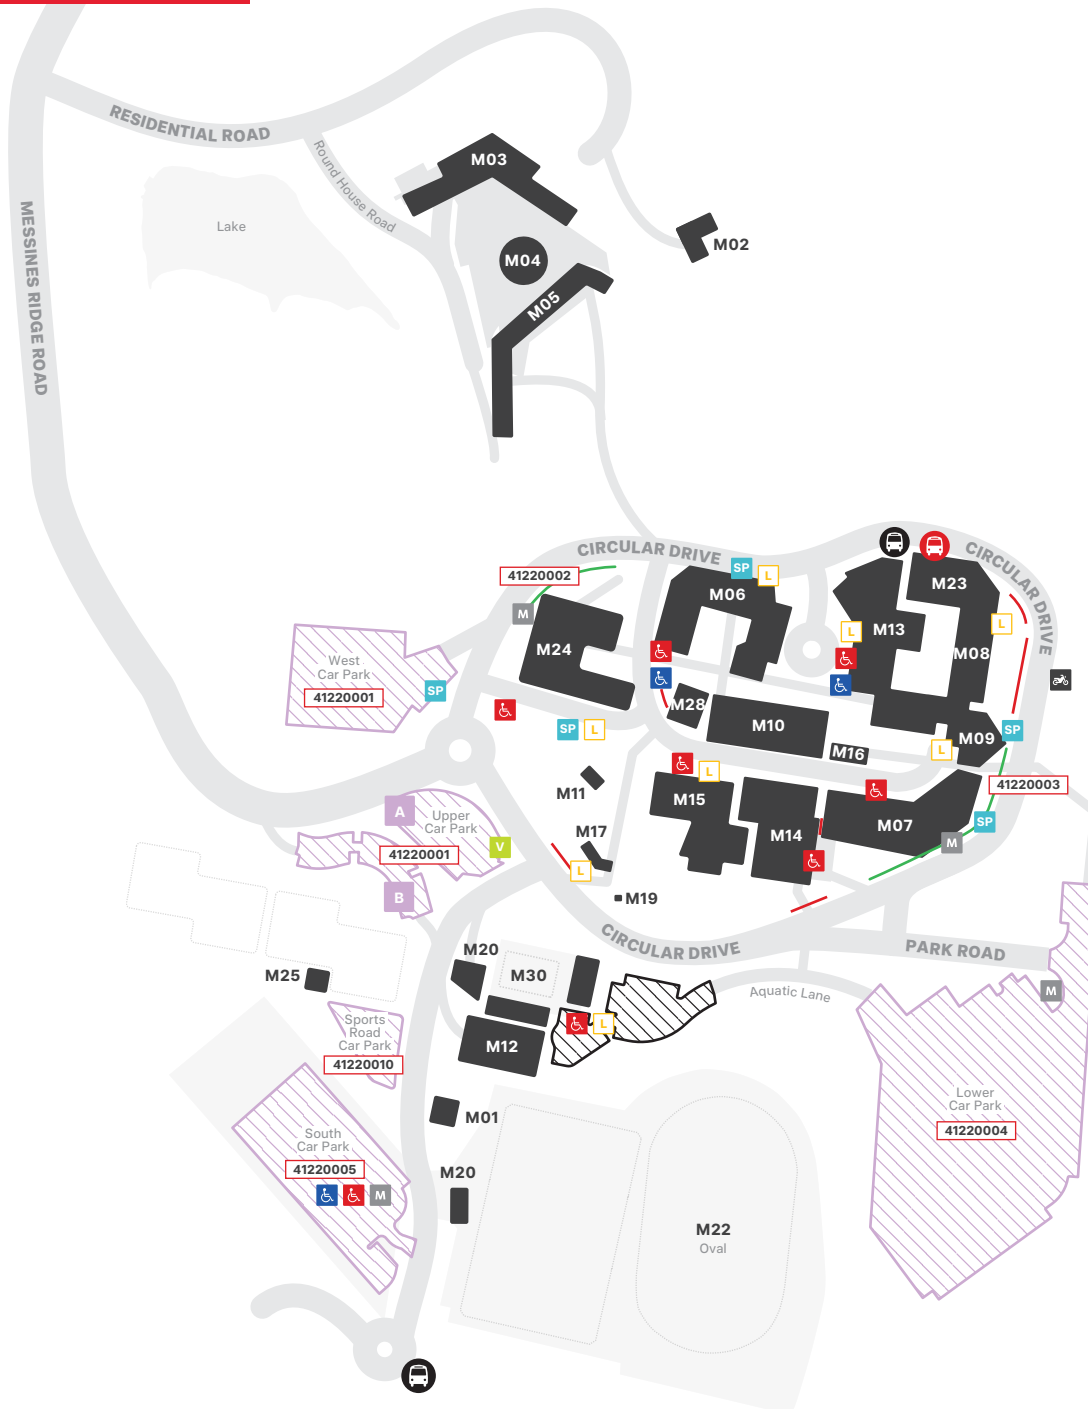 RESIDENTIAL ROAD
Round House Road
M03
MESSINES RIDGE ROAD
Lake
M02
M04
M05
CIRCULAR DRIVE
CIRCULAR DRIVE
41220002
SP
L
M06
M23
M
L
M13
L
M08
M24
West
Car Park
41220001
SP
M28
M10
SP
L
M09
SP
L
M16
M15
L
M11
41220003
A
Upper
Car Park
M17
M14
M07
SP
V
41220001
M
L
B
M19
CIRCULAR DRIVE
PARK ROAD
M20
M30
M25
Aquatic Lane
M
Sports
Road
Car Park
41220010
L
M12
Lower
Car Park
41220004
M01
South
Car Park
41220005
M
M20
M22
Oval